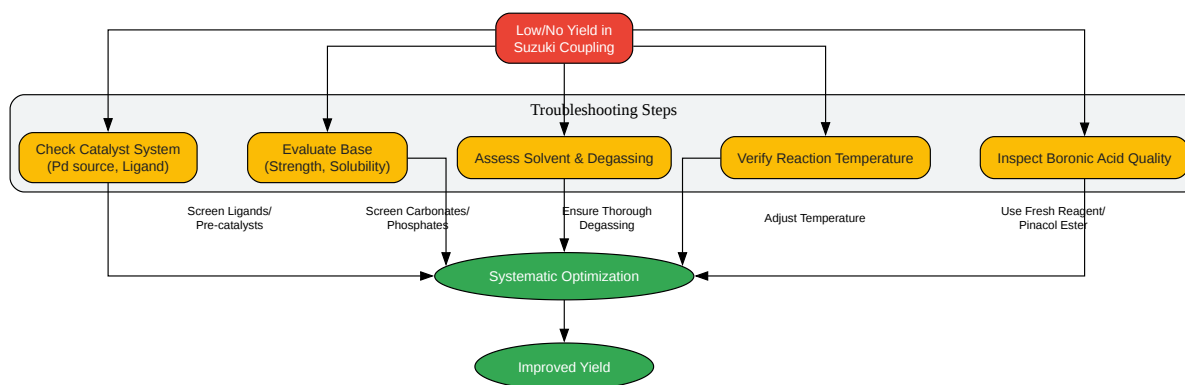 Low/No Yield in
Suzuki Coupling
Troubleshooting Steps
Check Catalyst System
(Pd source, Ligand)
Evaluate Base
(Strength, Solubility)
Assess Solvent & Degassing
Verify Reaction Temperature
Inspect Boronic Acid Quality
Screen Ligands/
Pre-catalysts
Screen Carbonates/
Phosphates
Ensure Thorough
Degassing
Adjust Temperature
Use Fresh Reagent/
Pinacol Ester
Systematic Optimization
Improved Yield